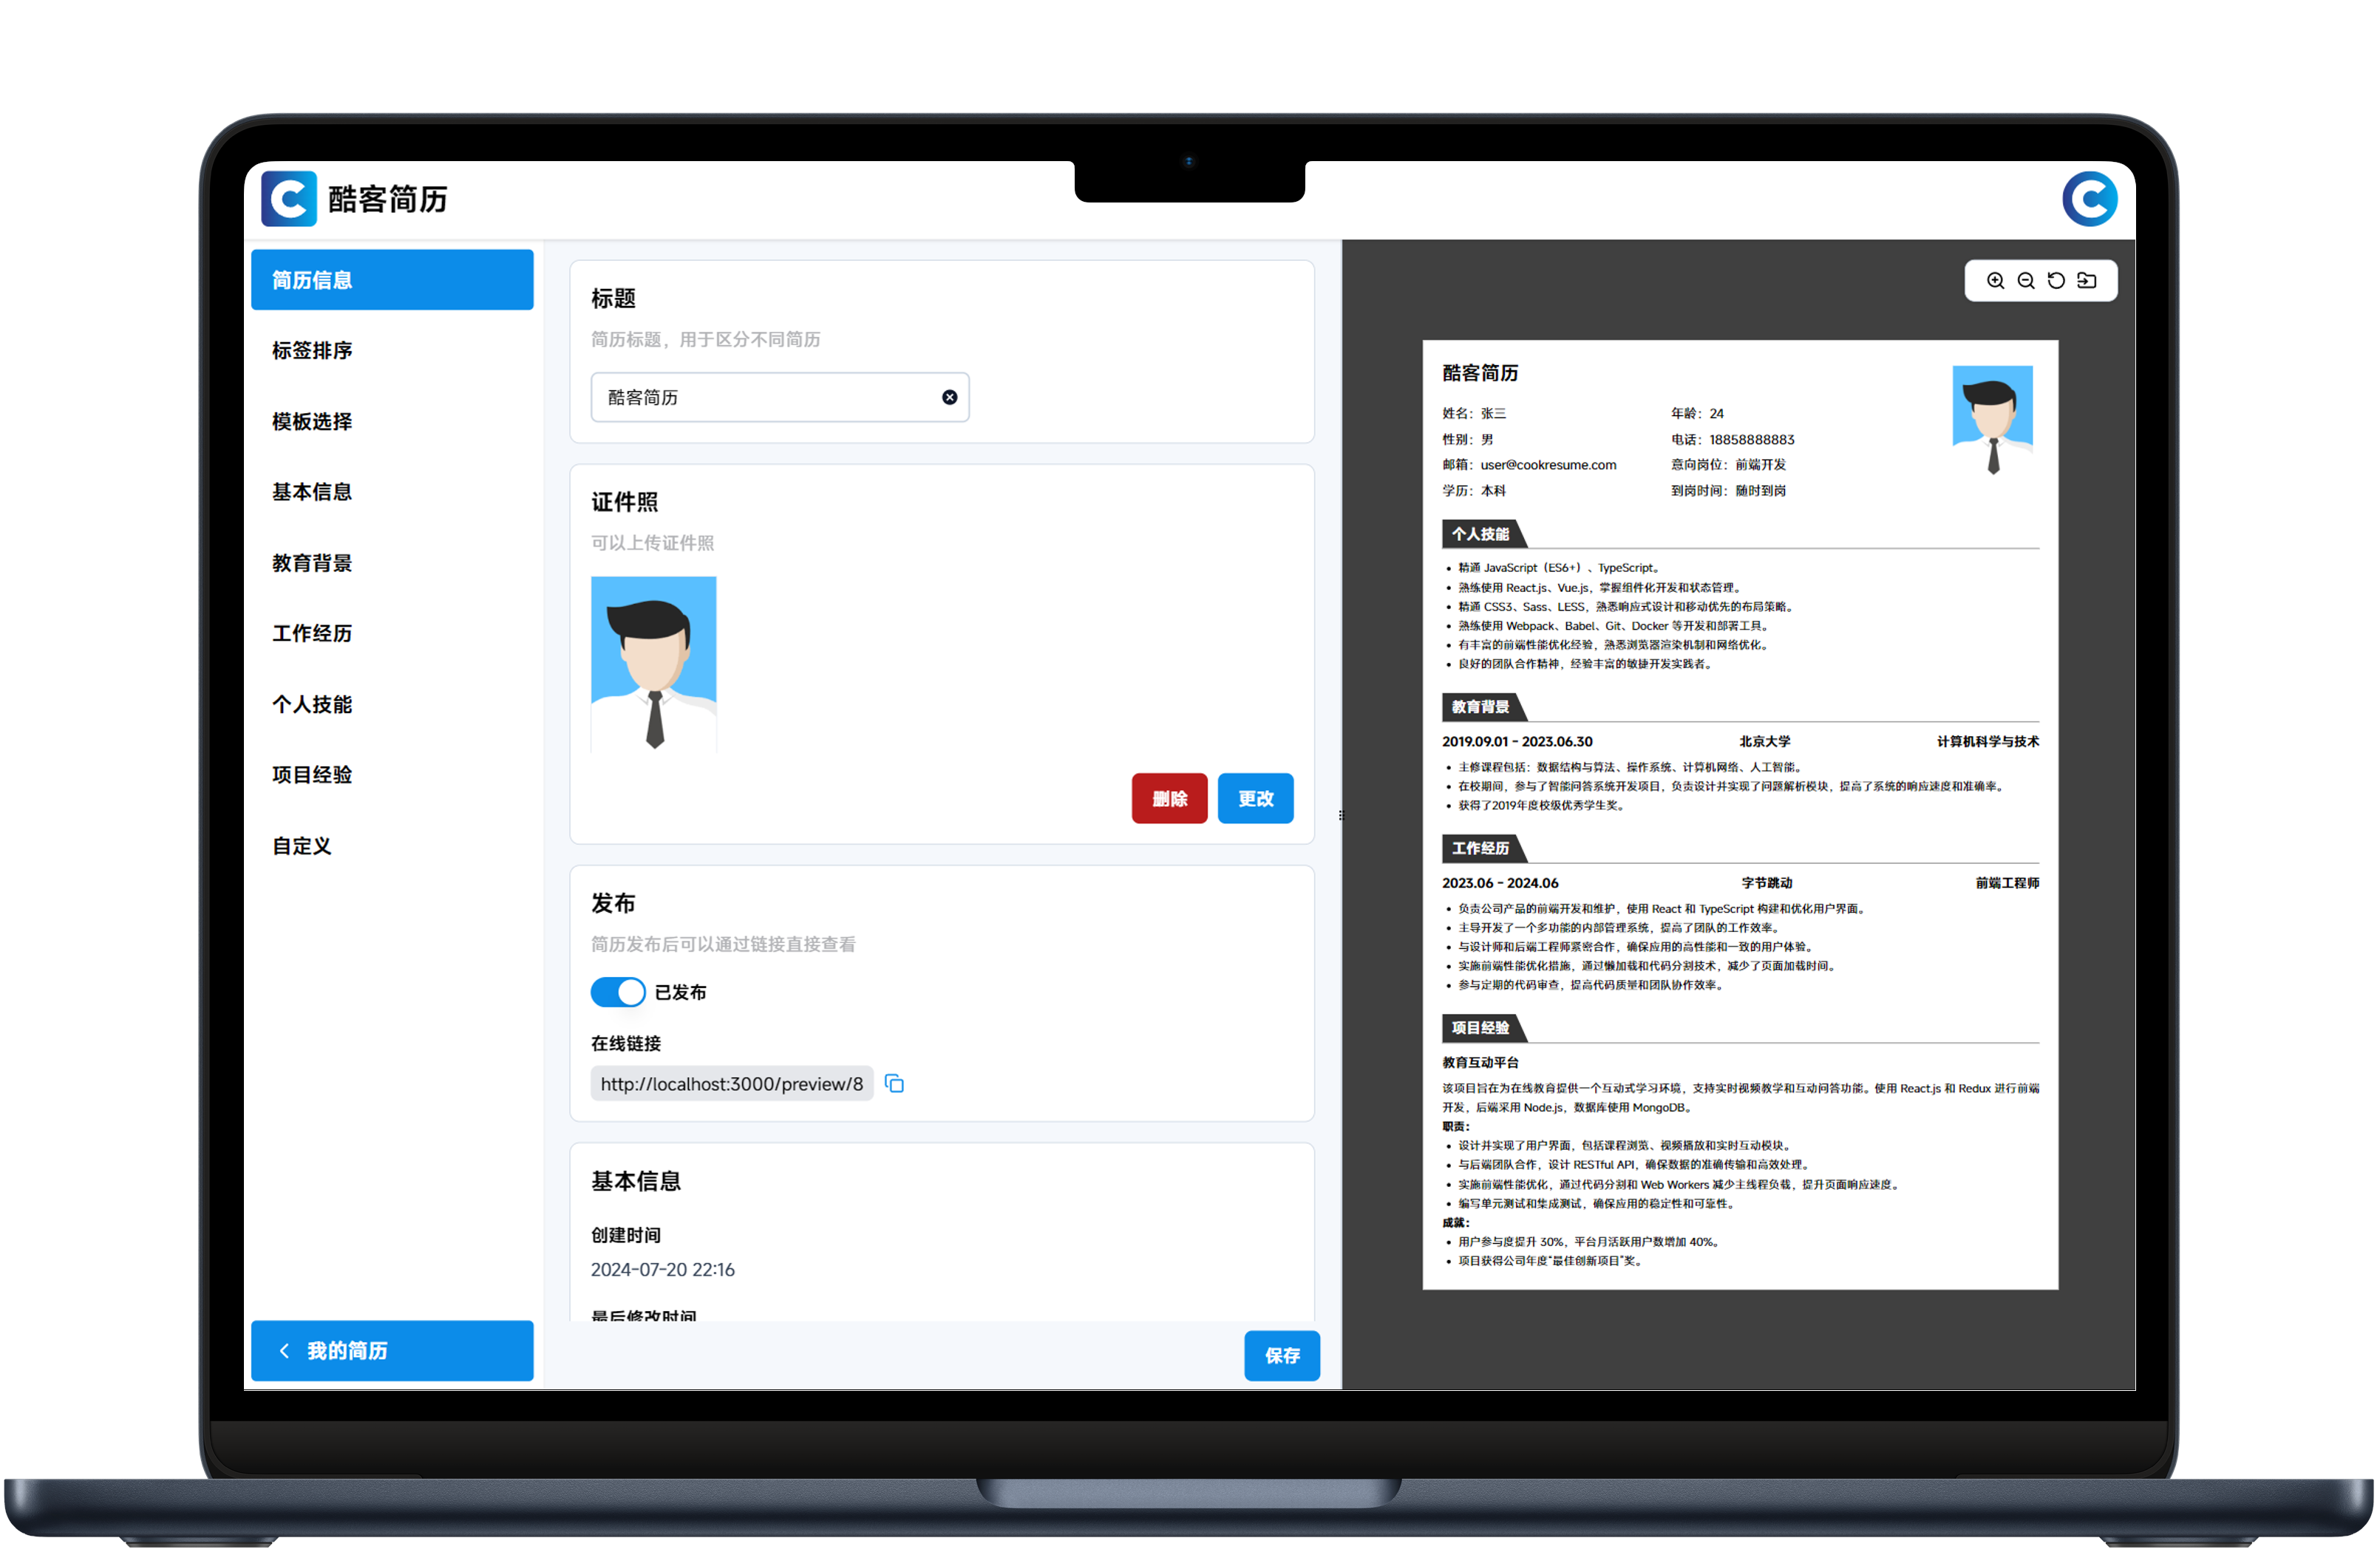 酷客简历
简历信息
标签排序
模板选择
基本信息
教育背景
工作经历
个人技能
项目经验
自定义
我的简历
标题
简历标题，用于区分不同简历
酷客简历
证件照
可以上传证件照
删除 更改
发布
简历发布后可以通过链接直接查看
已发布
在线链接
http://localhost:3000/preview/8
基本信息
创建时间
2024-07-20 22:16
最后修改时间
保存
酷客简历
姓名：张三 年龄：24
性别：男 电话：18858888883
邮箱：user@cookresume.com 意向岗位：前端开发
学历：本科 到岗时间：随时到岗
个人技能
• 精通 JavaScript（ES6+）、TypeScript。
• 熟练使用 React.js、Vue.js，掌握组件化开发和状态管理。
• 精通 CSS3、Sass、LESS，熟悉响应式设计和移动优先的布局策略。
• 熟练使用 Webpack、Babel、Git、Docker 等开发和部署工具。
• 有丰富的前端性能优化经验，熟悉浏览器渲染机制和网络优化。
• 良好的团队合作精神，经验丰富的敏捷开发实践者。
教育背景
2019.09.01 - 2023.06.30 北京大学 计算机科学与技术
• 主修课程包括：数据结构与算法、操作系统、计算机网络、人工智能。
• 在校期间，参与了智能问答系统开发项目，负责设计并实现了问题解析模块，提高了系统的响应速度和准确率。
• 获得了2019年度校级优秀学生奖。
工作经历
2023.06 - 2024.06 字节跳动 前端工程师
• 负责公司产品的前端开发和维护，使用 React 和 TypeScript 构建和优化用户界面。
• 主导开发了一个多功能的内部管理系统，提高了团队的工作效率。
• 与设计师和后端工程师紧密合作，确保应用的高性能和一致的用户体验。
• 实施前端性能优化措施，通过懒加载和代码分割技术，减少了页面加载时间。
• 参与定期的代码审查，提高代码质量和团队协作效率。
项目经验
教育互动平台
该项目旨在为在线教育提供一个互动式学习环境，支持实时视频教学和互动问答功能。使用 React.js 和 Redux 进行前端
开发，后端采用 Node.js，数据库使用 MongoDB。
职责：
• 设计并实现了用户界面，包括课程浏览、视频播放和实时互动模块。
• 与后端团队合作，设计 RESTful API，确保数据的准确传输和高效处理。
• 实施前端性能优化，通过代码分割和 Web Workers 减少主线程负载，提升页面响应速度。
• 编写单元测试和集成测试，确保应用的稳定性和可靠性。
成就：
• 用户参与度提升 30%，平台月活跃用户数增加 40%。
• 项目获得公司年度“最佳创新项目”奖。